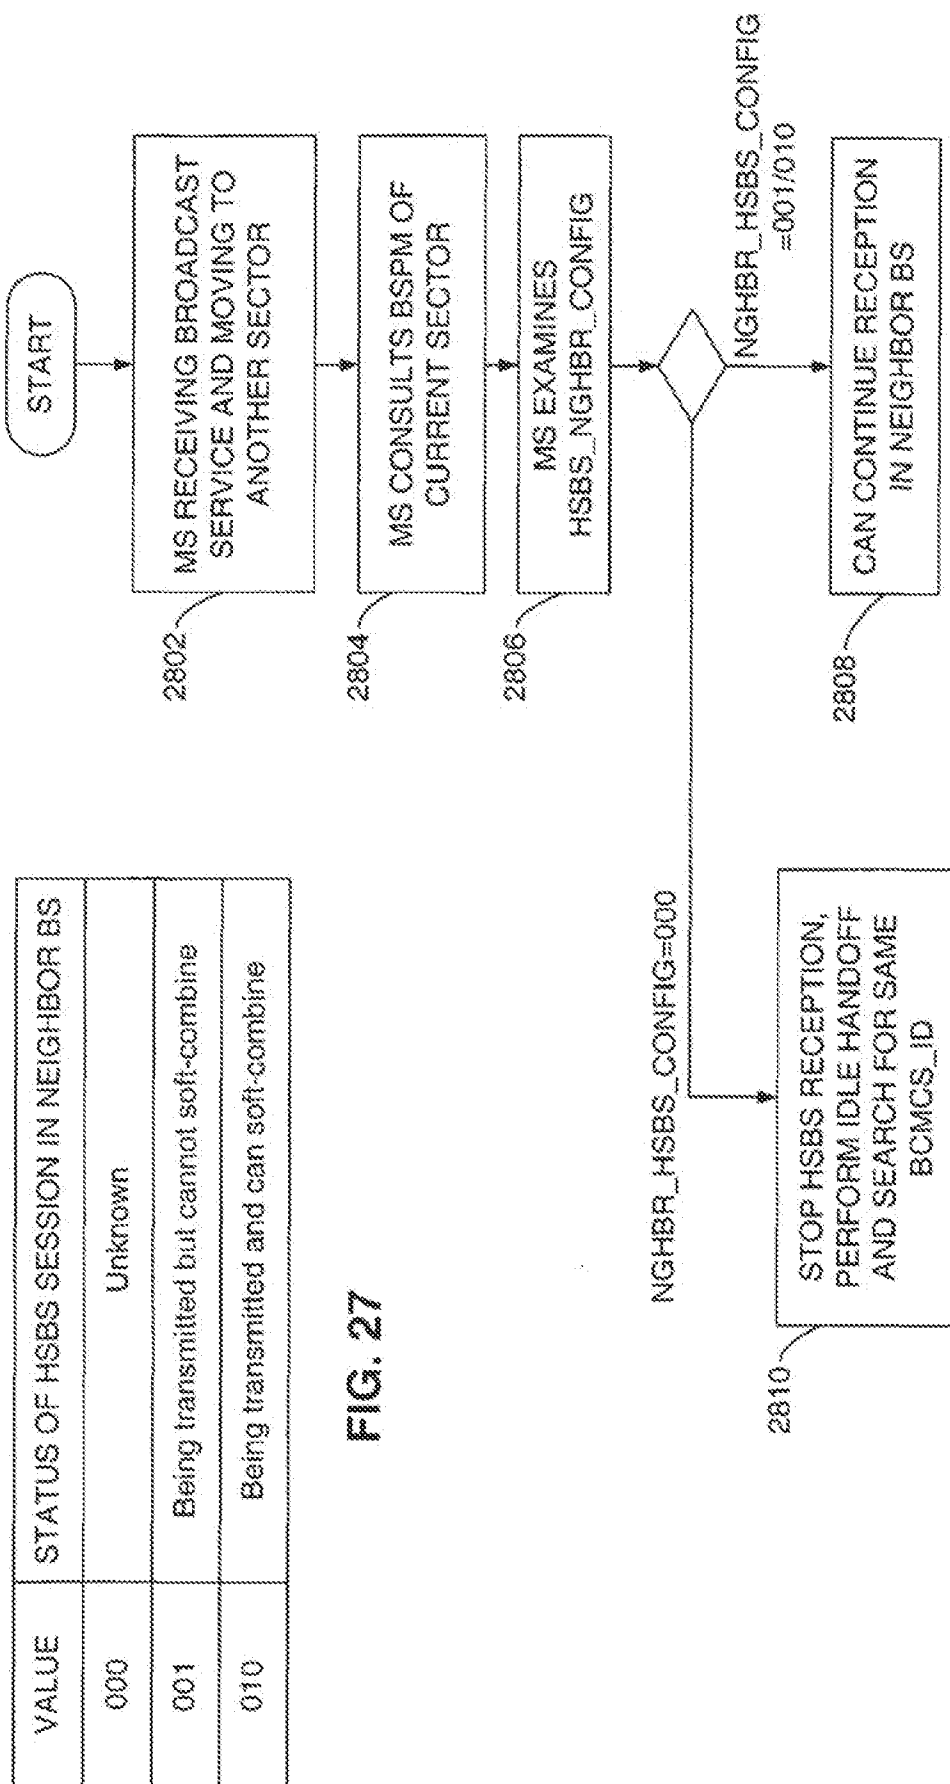 VALUE STATUS OF HSBS SESSION IN NEIGHBOR BS
000 Unknown
001 Being transmitted but cannot soft-combine
010 Being transmitted and can soft-combine
FIG. 27
START
MS RECEIVING BROADCAST
SERVICE AND MOVING TO
ANOTHER SECTOR
2802
MS CONSULTS BSPM OF
CURRENT SECTOR
2804
MS EXAMINES
HSBS_NGHBR_CONFIG
2806
NGHBR_HSBS_CONFIG
=001/010
NGHBR_HSBS_CONFIG=000
CAN CONTINUE RECEPTION
IN NEIGHBOR BS
2808
STOP HSBS RECEPTION,
PERFORM IDLE HANDOFF
AND SEARCH FOR SAME
BCMCS_ID
2810